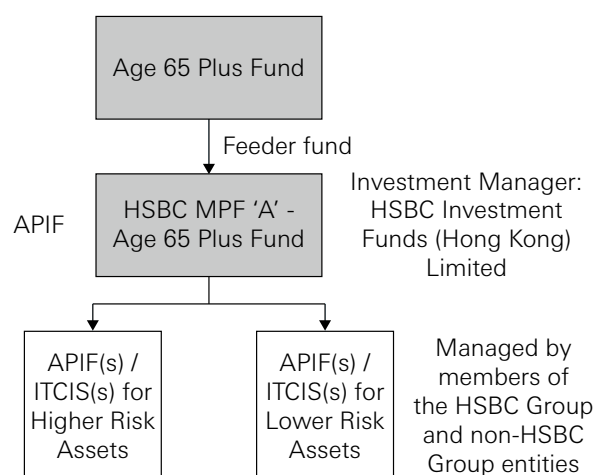 Age 65 Plus Fund
Feeder fund
APIF
HSBC MPF ‘A’ -
Age 65 Plus Fund
Investment Manager:
HSBC Investment
Funds (Hong Kong)
Limited
APIF(s) /
ITCIS(s) for
Higher Risk
Assets
APIF(s) /
ITCIS(s) for
Lower Risk
Assets
Managed by
members of
the HSBC Group
and non-HSBC
Group entities